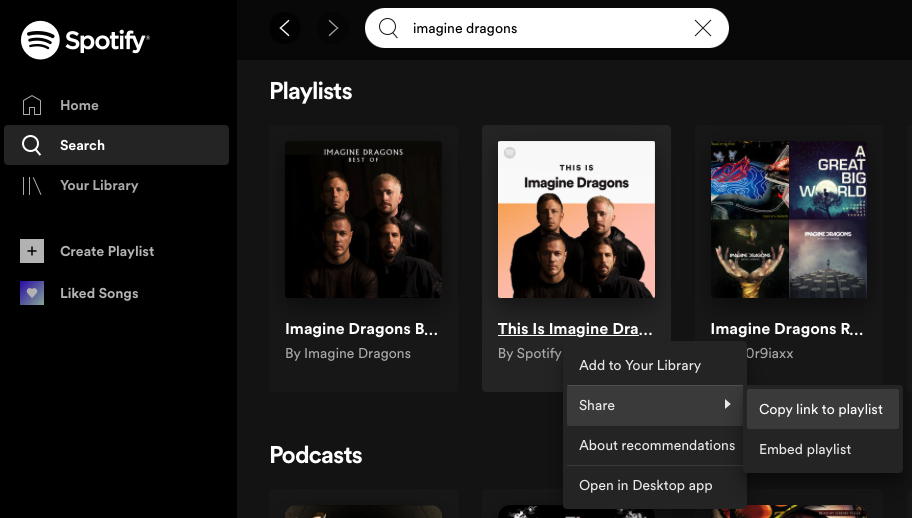 Spotify
imagine dragons
Home
Search
Your Library
Create Playlist
Liked Songs
Playlists
IMAGINE DRAGONS
BEST OF
Imagine Dragons B...
By Imagine Dragons
THIS IS
Imagine Dragons
This Is Imagine Dra...
By Spotify
A
GREAT
BIG
WORLD
IMAGINE DRAGONS
Imagine Dragons R...
0r9iaxx
Add to Your Library
Share
About recommendations
Open in Desktop app
Copy link to playlist
Embed playlist
Podcasts